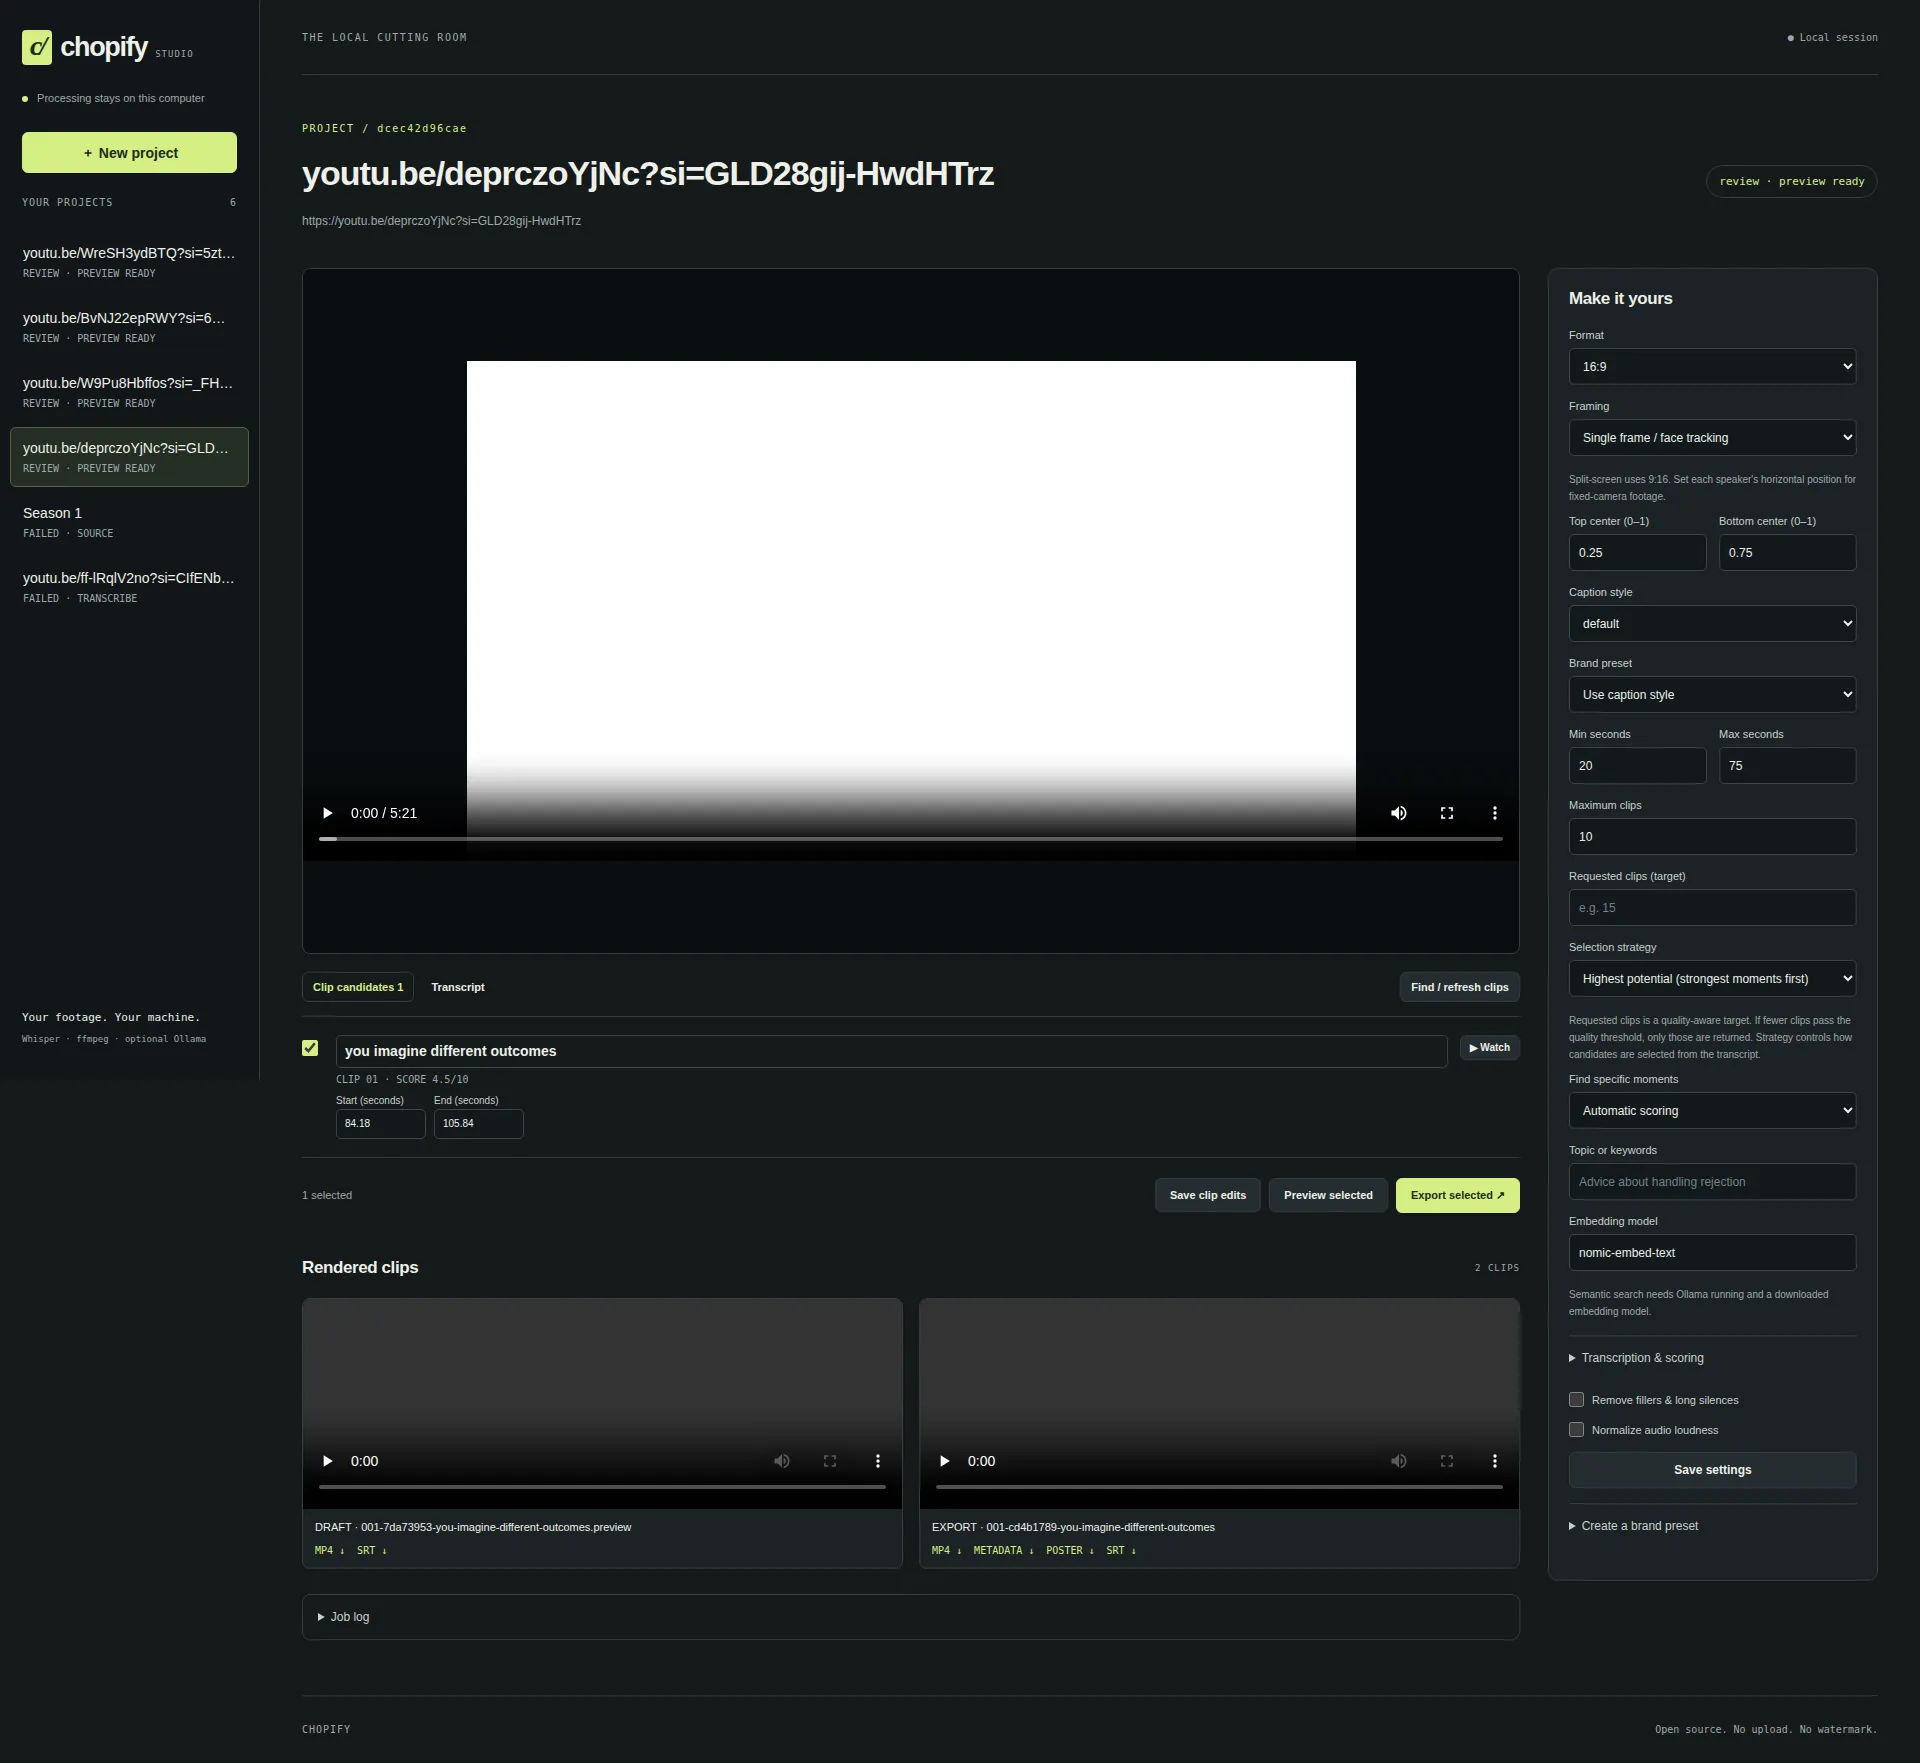 c/ chopify STUDIO
Processing stays on this computer
+ New project
YOUR PROJECTS 6
youtu.be/WreSH3ydBTQ?si=5zt...
REVIEW · PREVIEW READY
youtu.be/BvNJ22epRWY?si=6...
REVIEW · PREVIEW READY
youtu.be/W9Pu8Hbffos?si=_FH...
REVIEW · PREVIEW READY
youtu.be/deprczoYjNc?si=GLD...
REVIEW · PREVIEW READY
Season 1
FAILED · SOURCE
youtu.be/ff-lRqlV2no?si=CIfENb...
FAILED · TRANSCRIBE
Your footage. Your machine.
Whisper · ffmpeg · optional Ollama
THE LOCAL CUTTING ROOM
● Local session
PROJECT / dcec42d96cae
youtu.be/deprczoYjNc?si=GLD28gij-HwdHTrz
review · preview ready
https://youtu.be/deprczoYjNc?si=GLD28gij-HwdHTrz
0:00 / 5:21
Clip candidates 1
Transcript
Find / refresh clips
you imagine different outcomes
▶ Watch
CLIP 01 · SCORE 4.5/10
Start (seconds) End (seconds)
84.18 105.84
1 selected
Save clip edits
Preview selected
Export selected ↗
Rendered clips
2 CLIPS
0:00
DRAFT · 001-7da73953-you-imagine-different-outcomes.preview
MP4 ↓ SRT ↓
0:00
EXPORT · 001-cd4b1789-you-imagine-different-outcomes
MP4 ↓ METADATA ↓ POSTER ↓ SRT ↓
▶ Job log
Make it yours
Format
16:9
Framing
Single frame / face tracking
Split-screen uses 9:16. Set each speaker's horizontal position for
fixed-camera footage.
Top center (0–1) Bottom center (0–1)
0.25 0.75
Caption style
default
Brand preset
Use caption style
Min seconds Max seconds
20 75
Maximum clips
10
Requested clips (target)
e.g. 15
Selection strategy
Highest potential (strongest moments first)
Requested clips is a quality-aware target. If fewer clips pass the
quality threshold, only those are returned. Strategy controls how
candidates are selected from the transcript.
Find specific moments
Automatic scoring
Topic or keywords
Advice about handling rejection
Embedding model
nomic-embed-text
Semantic search needs Ollama running and a downloaded
embedding model.
▶ Transcription & scoring
Remove fillers & long silences
Normalize audio loudness
Save settings
▶ Create a brand preset
CHOPIFY
Open source. No upload. No watermark.